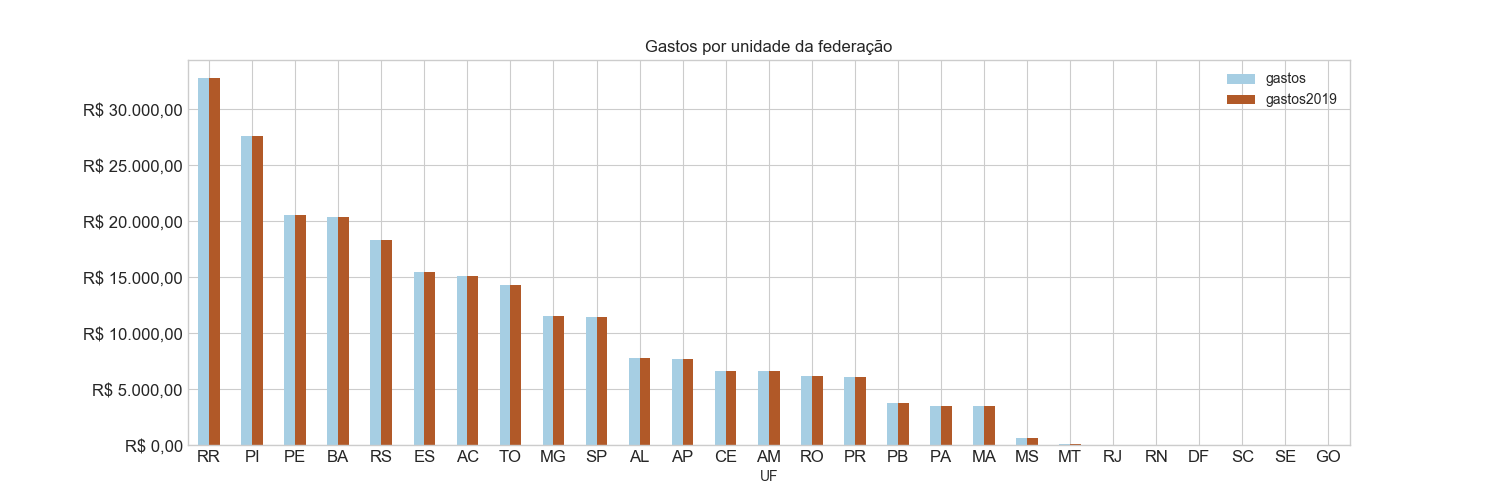 Gastos por unidade da federação
gastos
gastos2019
R$ 30.000,00
R$ 25.000,00
R$ 20.000,00
R$ 15.000,00
R$ 10.000,00
R$ 5.000,00
R$ 0,00
RR PI PE BA RS ES AC TO MG SP AL AP CE AM RO PR PB PA MA MS MT RJ RN DF SC SE GO
UF